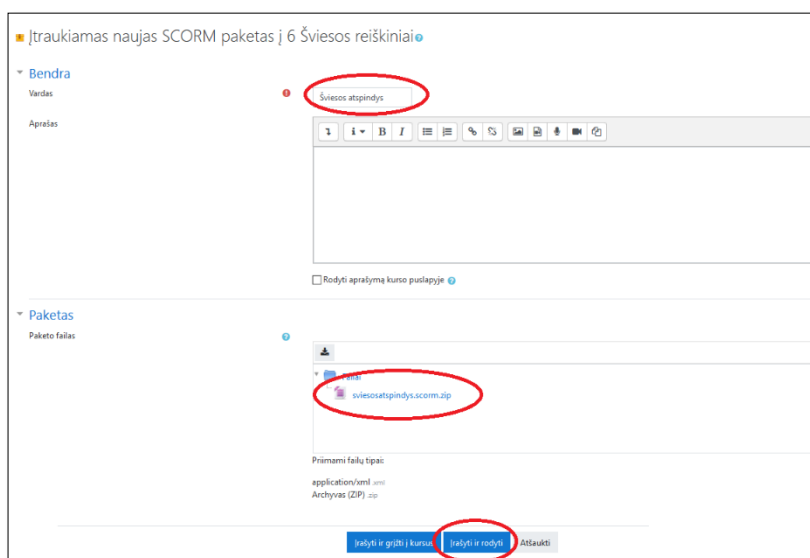 Įtraukiamas naujas SCORM paketas į 6 Šviesos reiškiniai
Bendra
Vardas
Šviesos atspindys
Aprašas
Rodyti aprašymą kurso puslapyje
Paketas
Paketo failas
Failai
sviesosatspindys.scorm.zip
Priimami failų tipai:
application/xml .xml
Archyvas (ZIP) .zip
Įrašyti ir grįžti į kursus Įrašyti ir rodyti Atšaukti